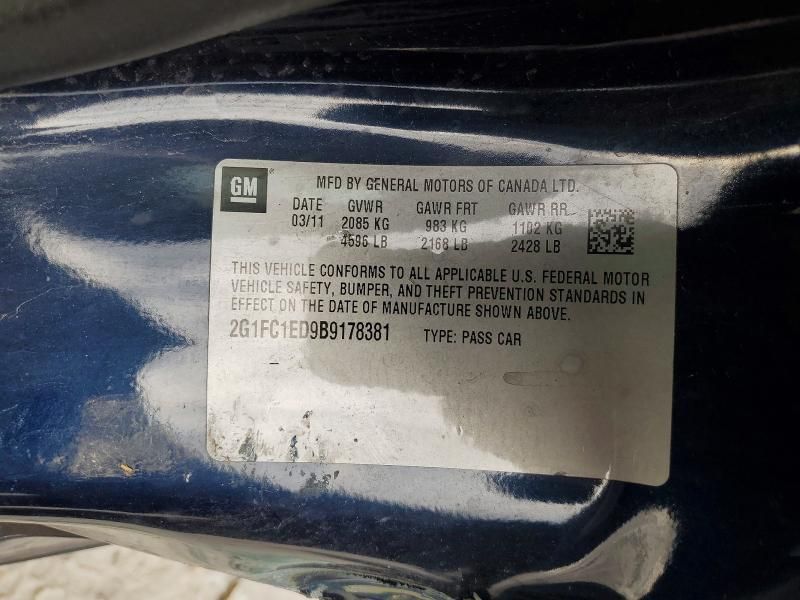 GM
MFD BY GENERAL MOTORS OF CANADA LTD.
DATE GVWR GAWR FRT GAWR RR
03/11 2085 KG 983 KG 1102 KG
4596 LB 2168 LB 2428 LB
THIS VEHICLE CONFORMS TO ALL APPLICABLE U.S. FEDERAL MOTOR
VEHICLE SAFETY, BUMPER, AND THEFT PREVENTION STANDARDS IN
EFFECT ON THE DATE OF MANUFACTURE SHOWN ABOVE.
2G1FC1ED9B9178381 TYPE: PASS CAR